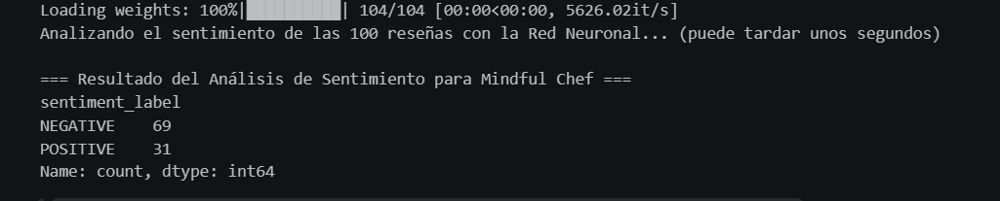 Loading weights: 100%|██████████| 104/104 [00:00<00:00, 5626.02it/s]
Analizando el sentimiento de las 100 reseñas con la Red Neuronal... (puede tardar unos segundos)
=== Resultado del Análisis de Sentimiento para Mindful Chef ===
sentiment_label
NEGATIVE    69
POSITIVE    31
Name: count, dtype: int64